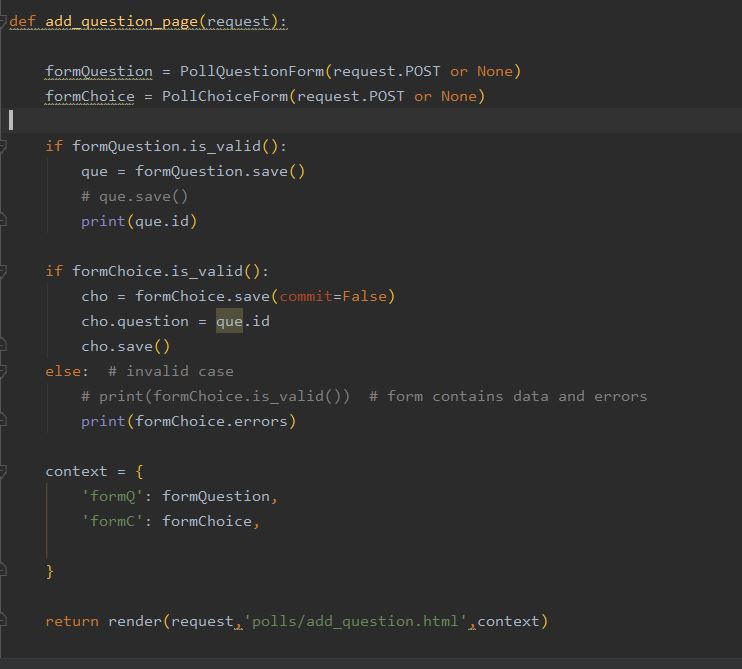 def add_question_page(request):
    formQuestion = PollQuestionForm(request.POST or None)
    formChoice = PollChoiceForm(request.POST or None)
    if formQuestion.is_valid():
        que = formQuestion.save()
        # que.save()
        print(que.id)
    if formChoice.is_valid():
        cho = formChoice.save(commit=False)
        cho.question = que.id
        cho.save()
    else:  # invalid case
        # print(formChoice.is_valid())  # form contains data and errors
        print(formChoice.errors)
    context = {
        'formQ': formQuestion,
        'formC': formChoice,
    }
    return render(request,'polls/add_question.html',context)